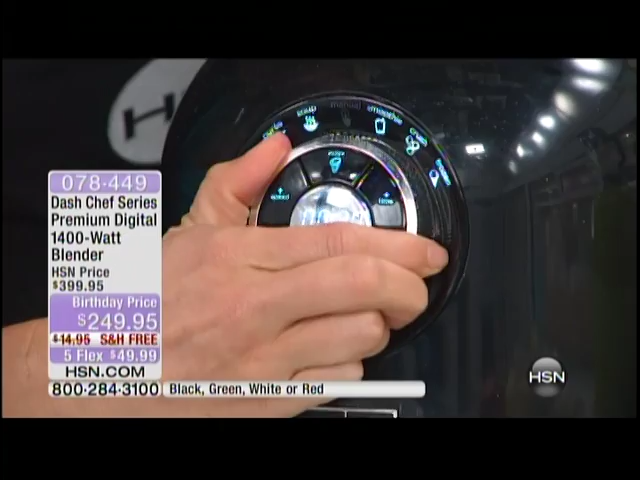 078-449
Dash Chef Series
Premium Digital
1400-Watt
Blender
HSN Price
$399.95
Birthday Price
$249.95
$14.95 S&H FREE
5 Flex $49.99
HSN.COM
800-284-3100
Black, Green, White or Red
HSN
soup
manual
smoothie
H